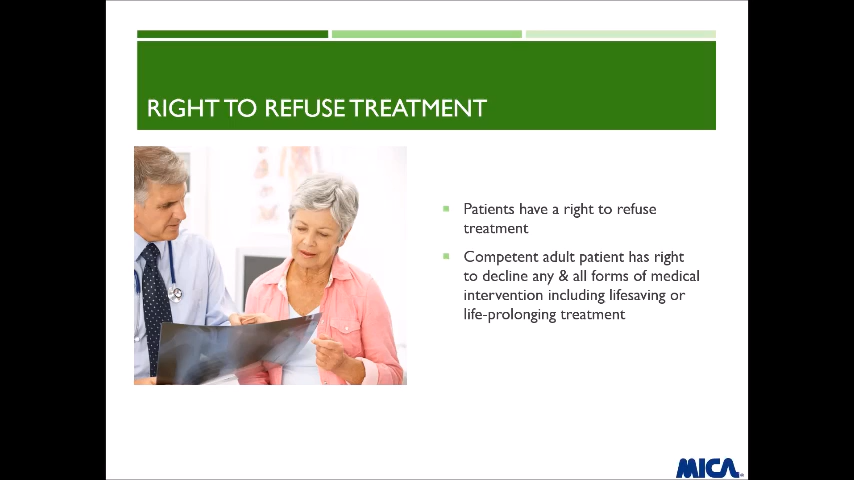 RIGHT TO REFUSE TREATMENT
Patients have a right to refuse
treatment
Competent adult patient has right
to decline any & all forms of medical
intervention including lifesaving or
life-prolonging treatment
MICA